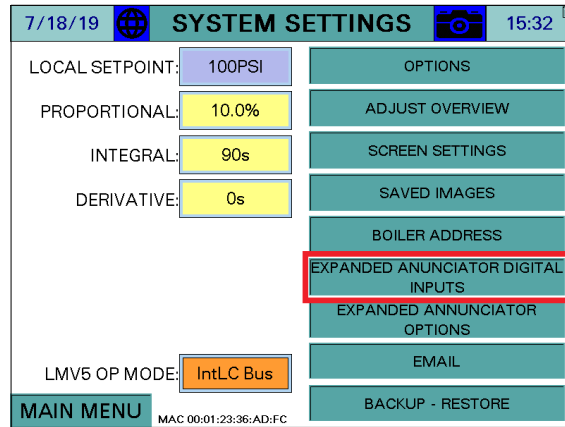 7/18/19 SYSTEM SETTINGS 15:32
LOCAL SETPOINT: 100PSI
PROPORTIONAL: 10.0%
INTEGRAL: 90s
DERIVATIVE: 0s
LMV5 OP MODE: IntLC Bus
MAIN MENU MAC 00:01:23:36:AD:FC
OPTIONS
ADJUST OVERVIEW
SCREEN SETTINGS
SAVED IMAGES
BOILER ADDRESS
EXPANDED ANUNCIATOR DIGITAL
INPUTS
EXPANDED ANNUNCIATOR
OPTIONS
EMAIL
BACKUP - RESTORE